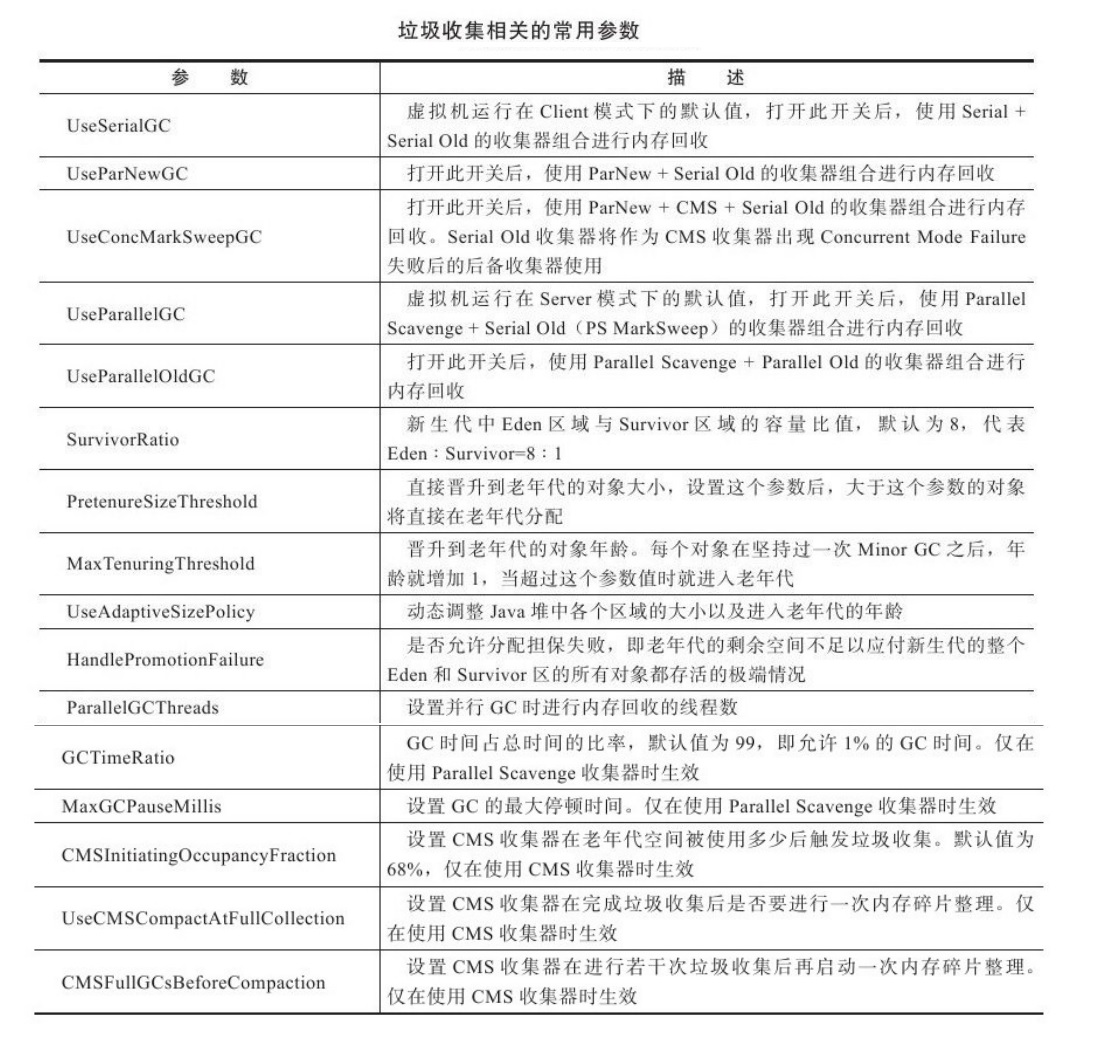 垃圾收集相关的常用参数
参 数
描 述
UseSerialGC
虚拟机运行在 Client 模式下的默认值，打开此开关后，使用 Serial +
Serial Old 的收集器组合进行内存回收
UseParNewGC
打开此开关后，使用 ParNew + Serial Old 的收集器组合进行内存回收
UseConcMarkSweepGC
打开此开关后，使用 ParNew + CMS + Serial Old 的收集器组合进行内存
回收。Serial Old 收集器将作为 CMS 收集器出现 Concurrent Mode Failure
失败后的后备收集器使用
UseParallelGC
虚拟机运行在 Server 模式下的默认值，打开此开关后，使用 Parallel
Scavenge + Serial Old（PS MarkSweep）的收集器组合进行内存回收
UseParallelOldGC
打开此开关后，使用 Parallel Scavenge + Parallel Old 的收集器组合进行
内存回收
SurvivorRatio
新生代中 Eden 区域与 Survivor 区域的容量比值，默认为 8，代表
Eden：Survivor=8：1
PretenureSizeThreshold
直接晋升到老年代的对象大小，设置这个参数后，大于这个参数的对象
将直接在老年代分配
MaxTenuringThreshold
晋升到老年代的对象年龄。每个对象在坚持过一次 Minor GC 之后，年
龄就增加 1，当超过这个参数值时就进入老年代
UseAdaptiveSizePolicy
动态调整 Java 堆中各个区域的大小以及进入老年代的年龄
HandlePromotionFailure
是否允许分配担保失败，即老年代的剩余空间不足以应付新生代的整个
Eden 和 Survivor 区的所有对象都存活的极端情况
ParallelGCThreads
设置并行 GC 时进行内存回收的线程数
GCTimeRatio
GC 时间占总时间的比率，默认值为 99，即允许 1% 的 GC 时间。仅在
使用 Parallel Scavenge 收集器时生效
MaxGCPauseMillis
设置 GC 的最大停顿时间。仅在使用 Parallel Scavenge 收集器时生效
CMSInitiatingOccupancyFraction
设置 CMS 收集器在老年代空间被使用多少后触发垃圾收集。默认值为
68%，仅在使用 CMS 收集器时生效
UseCMSCompactAtFullCollection
设置 CMS 收集器在完成垃圾收集后是否要进行一次内存碎片整理。仅
在使用 CMS 收集器时生效
CMSFullGCsBeforeCompaction
设置 CMS 收集器在进行若干次垃圾收集后再启动一次内存碎片整理。
仅在使用 CMS 收集器时生效